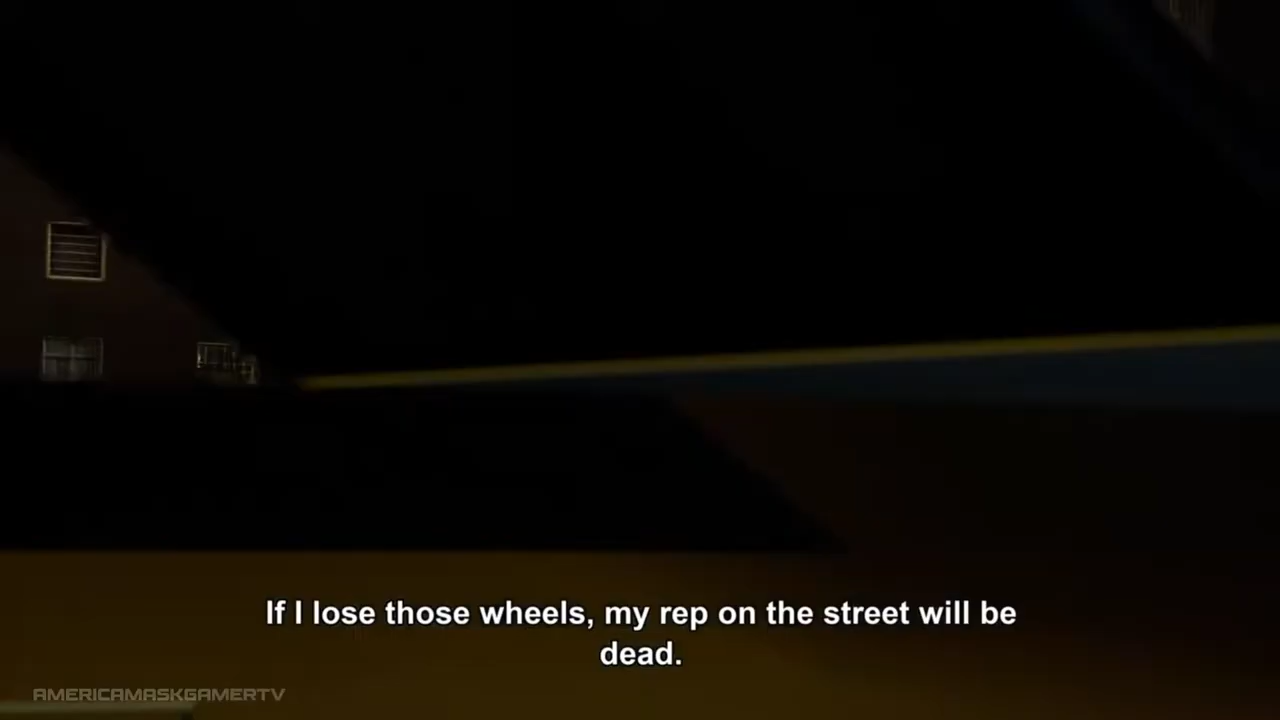 If I lose those wheels, my rep on the street will be
dead.
AMERICAMASKGAMERTV